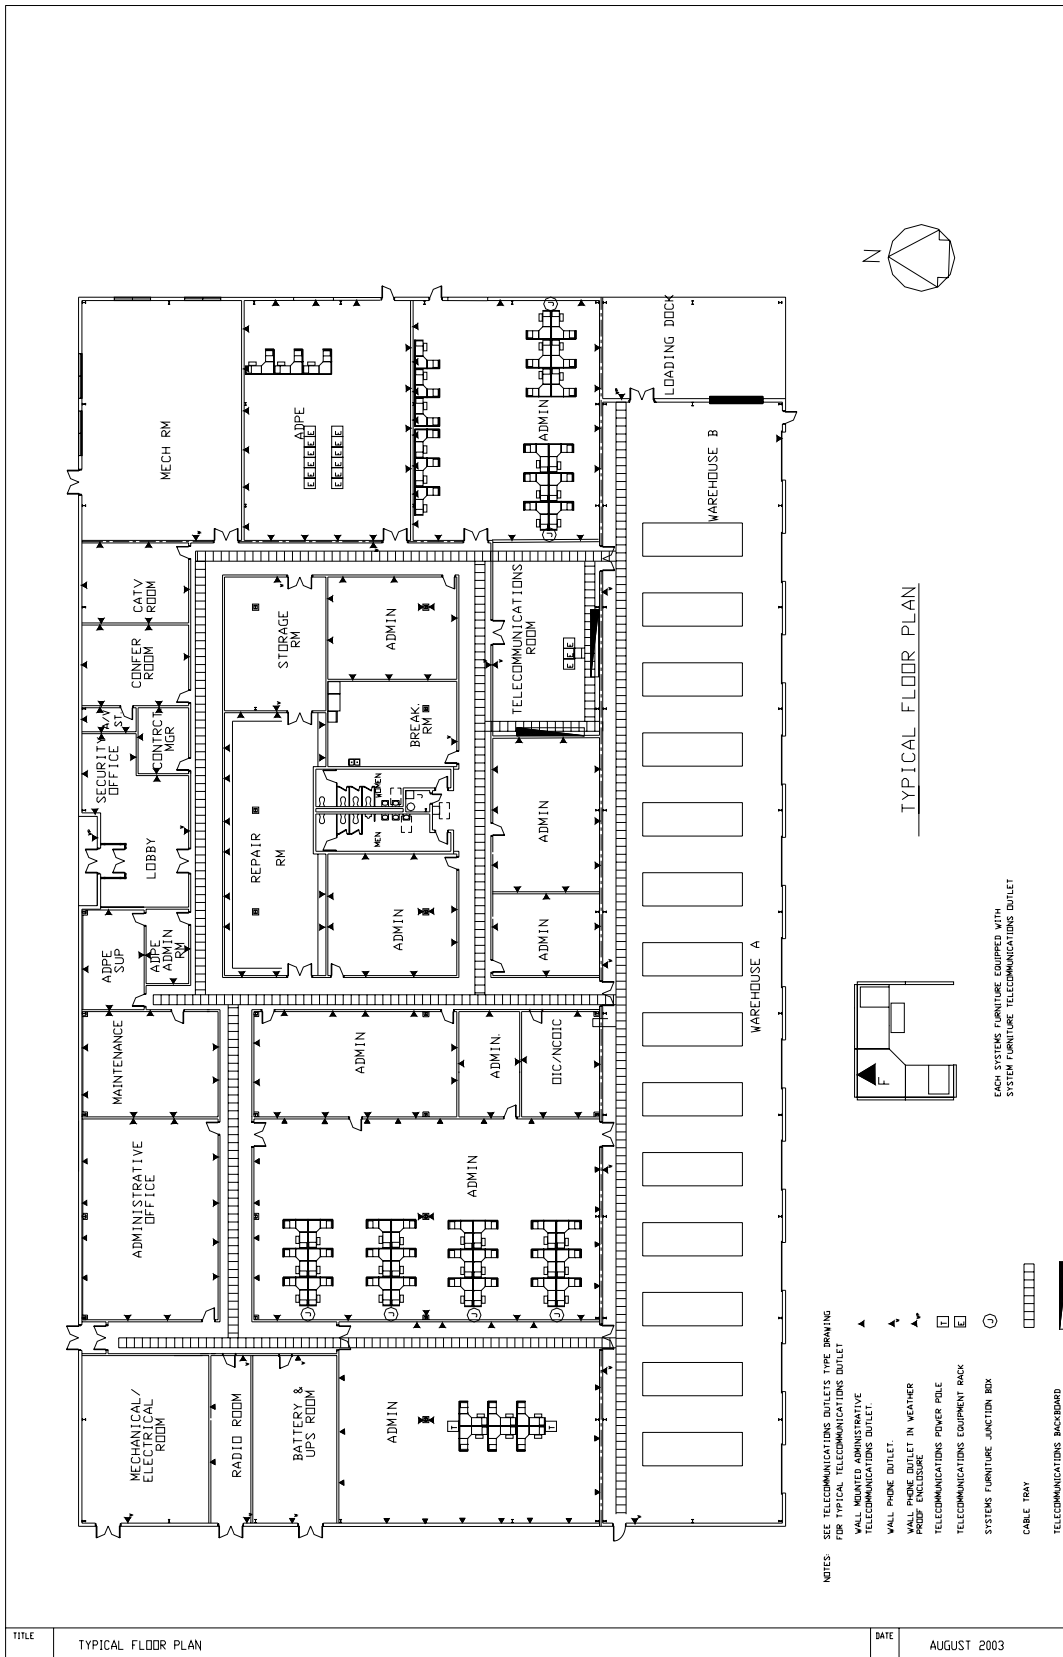 N
LOADING DOCK
MECH RM
ADPE
E E E E E
E E E E E
ADMIN
J
J
WAREHOUSE B
CATV
ROOM
CONFER
ROOM
A/V
ST
CONTRCT
MGR
SECURITY
OFFICE
LOBBY
STORAGE
RM
ADMIN
BREAK.
RM
WOMEN
MEN
J
REPAIR
RM
ADMIN
TELECOMMUNICATIONS
ROOM
E E E
ADMIN
ADMIN
TYPICAL FLOOR PLAN
ADPE
SUP
ADPE
ADMIN
RM
MAINTENANCE
ADMIN
ADMIN.
OIC/NCOIC
WAREHOUSE A
ADMINISTRATIVE
OFFICE
ADMIN
J
J
J
J
MECHANICAL/
ELECTRICAL
ROOM
RADIO ROOM
BATTERY &
UPS ROOM
ADMIN
T
T
F
EACH SYSTEMS FURNITURE EQUIPPED WITH
SYSTEM FURNITURE TELECOMMUNICATIONS OUTLET
NOTES: SEE TELECOMMUNICATIONS OUTLETS TYPE DRAWING
FOR TYPICAL TELECOMMUNICATIONS OUTLET
WALL MOUNTED ADMINISTRATIVE
TELECOMMUNICATIONS OUTLET.
WALL PHONE OUTLET.
WALL PHONE OUTLET IN WEATHER
PROOF ENCLOSURE
TELECOMMUNICATIONS POWER POLE
T
TELECOMMUNICATIONS EQUIPMENT RACK
E
SYSTEMS FURNITURE JUNCTION BOX
J
CABLE TRAY
TELECOMMUNICATIONS BACKBOARD
TITLE
TYPICAL FLOOR PLAN
DATE
AUGUST 2003